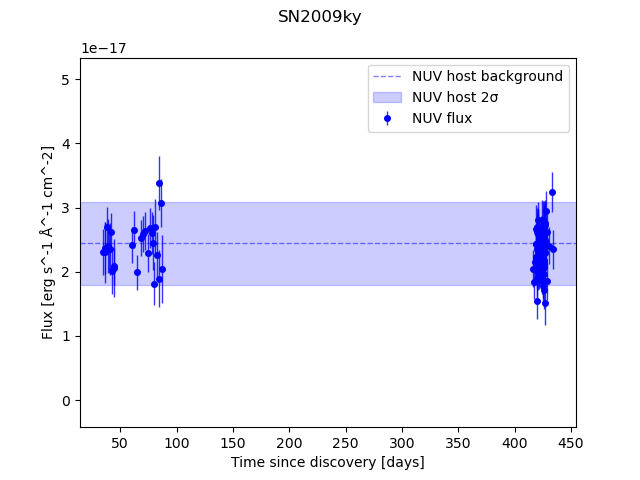 SN2009ky
1e−17
NUV host background
NUV host 2σ
NUV flux
5
4
3
2
1
0
Flux [erg s^-1 Å^-1 cm^-2]
50 100 150 200 250 300 350 400 450
Time since discovery [days]